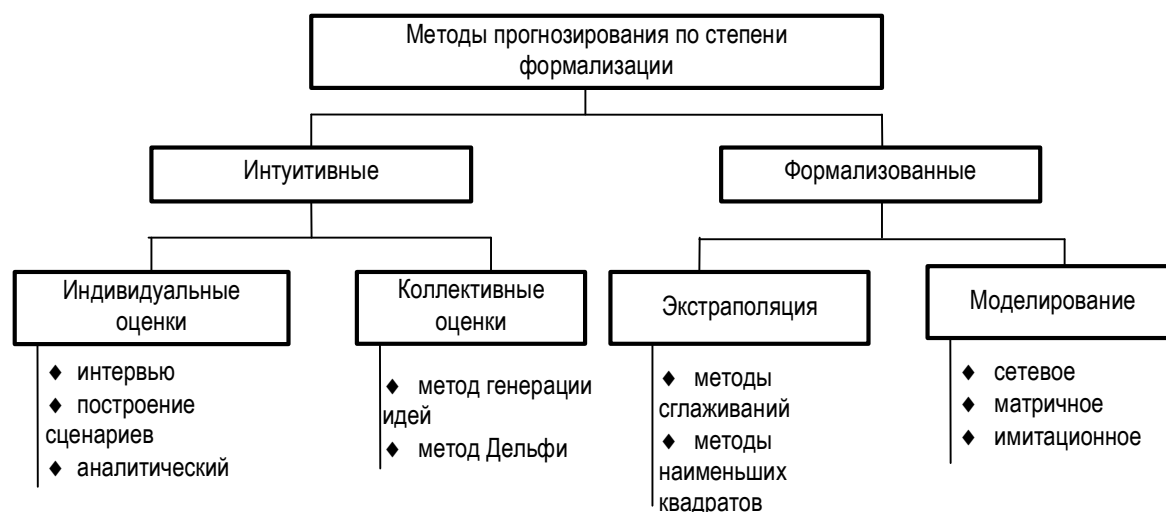 Методы прогнозирования по степени
формализации
Интуитивные
Формализованные
Индивидуальные
оценки
Коллективные
оценки
Экстраполяция
Моделирование
♦ интервью
♦ построение
сценариев
♦ аналитический
♦ метод генерации
идей
♦ метод Дельфи
♦ методы
сглаживаний
♦ методы
наименьших
квадратов
♦ сетевое
♦ матричное
♦ имитационное